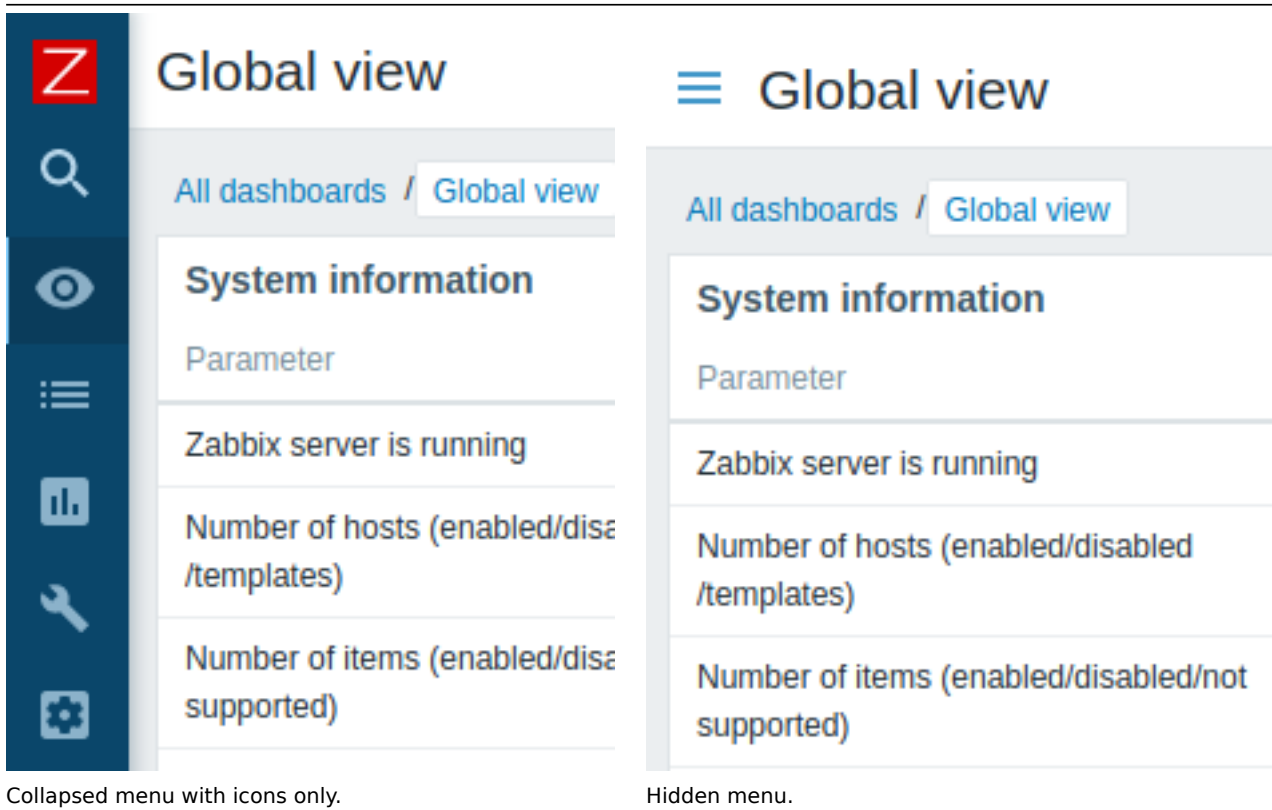 Z
Global view
All dashboards / Global view
System information
Parameter
Zabbix server is running
Number of hosts (enabled/disa
/templates)
Number of items (enabled/disa
supported)
Collapsed menu with icons only.
Global view
All dashboards / Global view
System information
Parameter
Zabbix server is running
Number of hosts (enabled/disabled
/templates)
Number of items (enabled/disabled/not
supported)
Hidden menu.